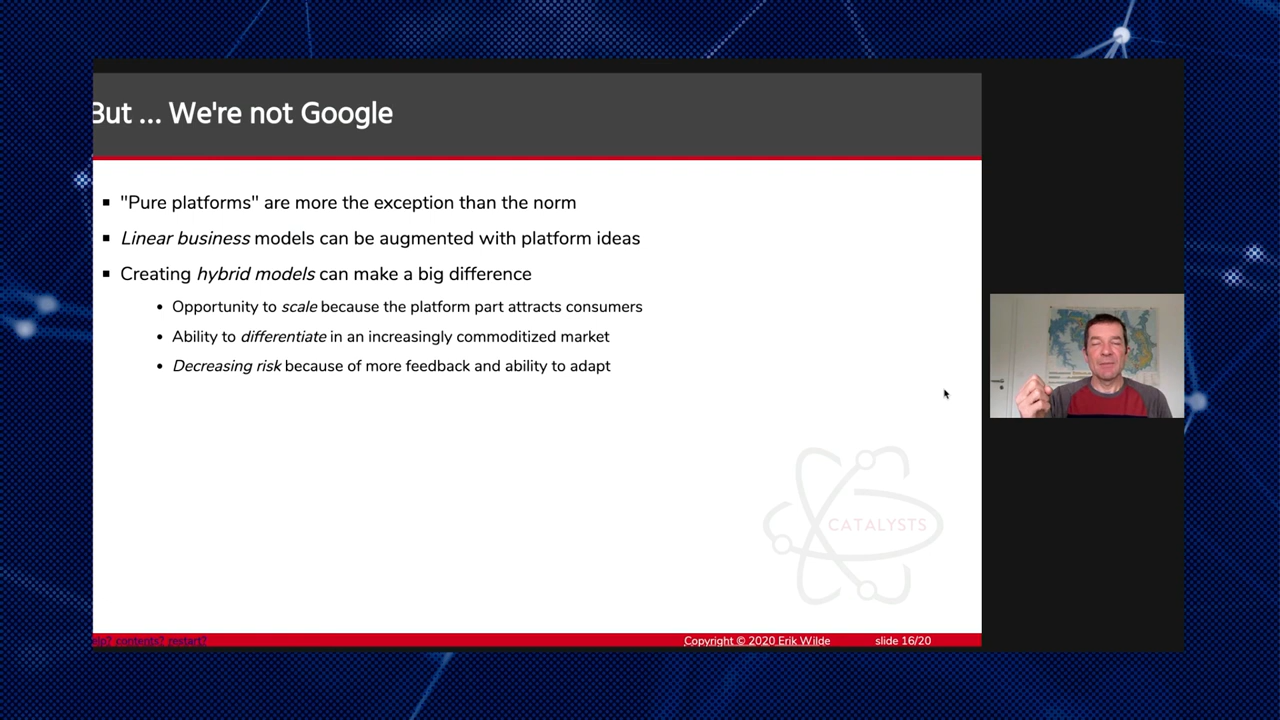 But ... We're not Google
"Pure platforms" are more the exception than the norm
Linear business models can be augmented with platform ideas
Creating hybrid models can make a big difference
Opportunity to scale because the platform part attracts consumers
Ability to differentiate in an increasingly commoditized market
Decreasing risk because of more feedback and ability to adapt
CATALYSTS
elp? contents? restart?
Copyright © 2020 Erik Wilde
slide 16/20